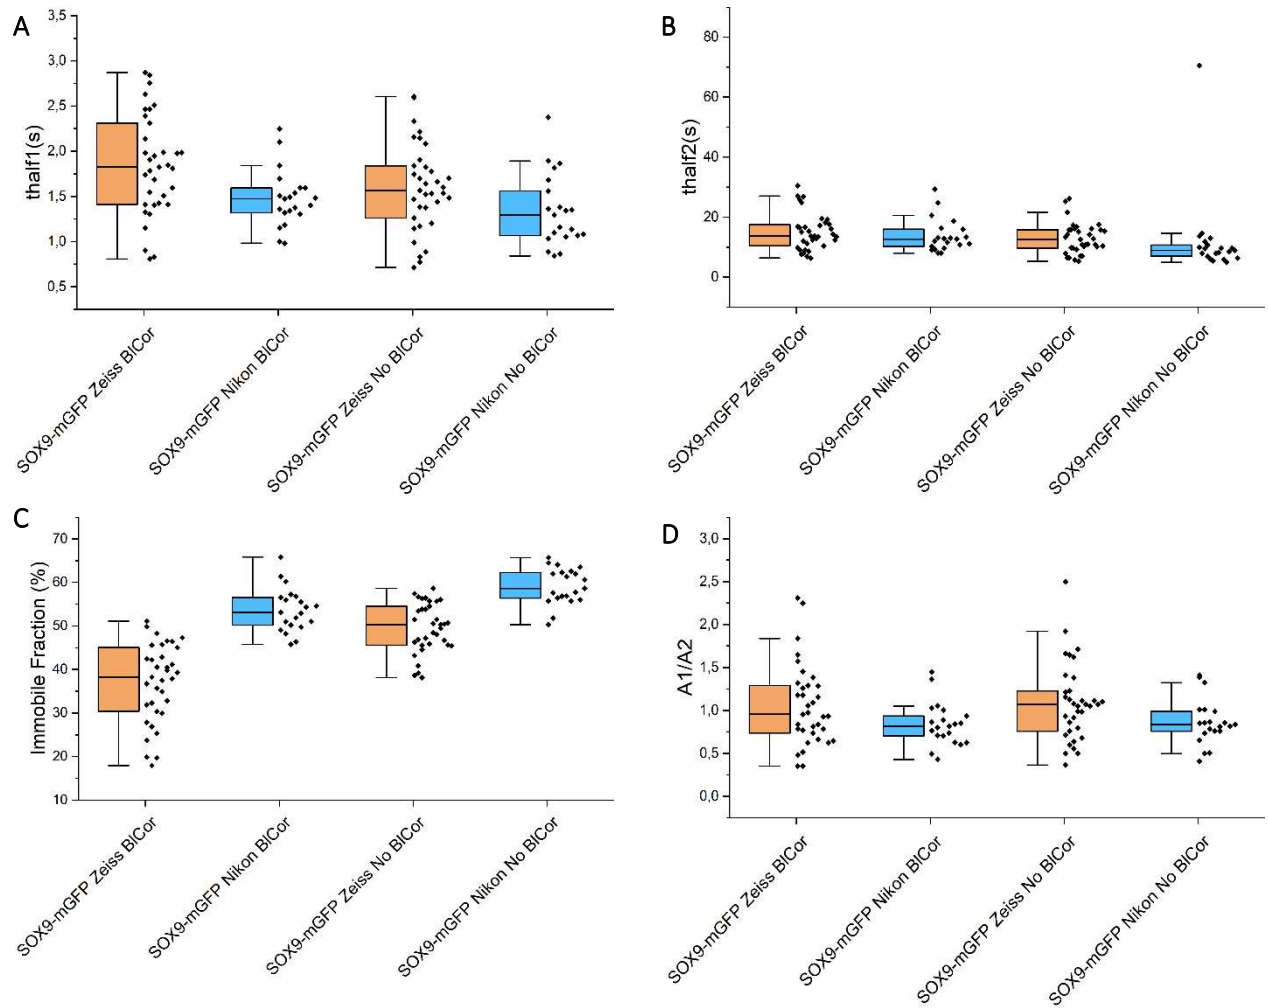 A
3,5
3,0
2,5
2,0
1,5
1,0
0,5
thalf1(s)
SOX9-mGFP Zeiss BlCor
SOX9-mGFP Nikon BlCor
SOX9-mGFP Zeiss No BlCor
SOX9-mGFP Nikon No BlCor
B
80
60
40
20
0
thalf2(s)
SOX9-mGFP Zeiss BlCor
SOX9-mGFP Nikon BlCor
SOX9-mGFP Zeiss No BlCor
SOX9-mGFP Nikon No BlCor
C
70
60
50
40
30
20
10
Immobile Fraction (%)
SOX9-mGFP Zeiss BlCor
SOX9-mGFP Nikon BlCor
SOX9-mGFP Zeiss No BlCor
SOX9-mGFP Nikon No BlCor
D
3,0
2,5
2,0
1,5
1,0
0,5
0,0
A1/A2
SOX9-mGFP Zeiss BlCor
SOX9-mGFP Nikon BlCor
SOX9-mGFP Zeiss No BlCor
SOX9-mGFP Nikon No BlCor